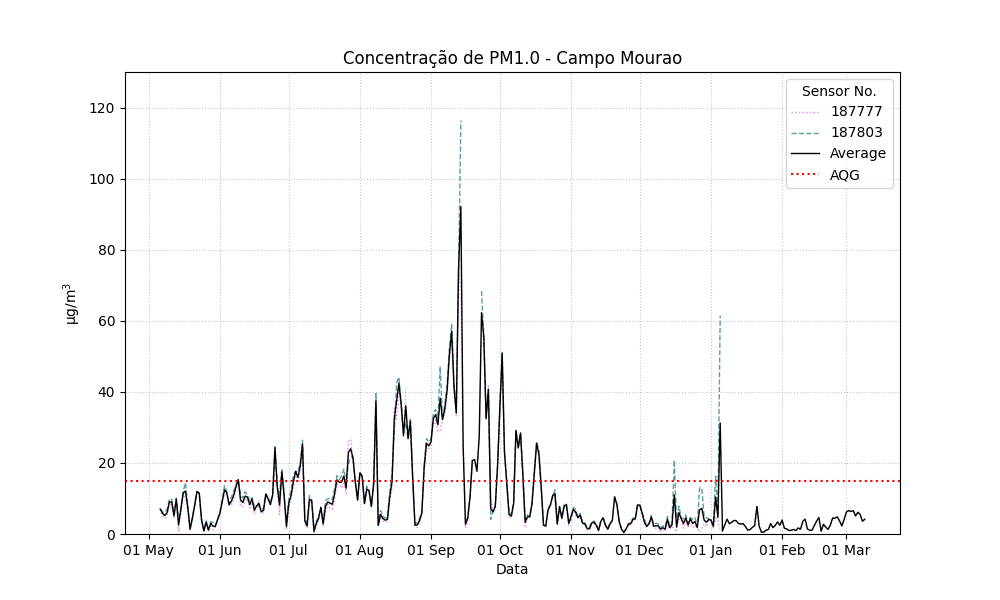 Concentração de PM1.0 - Campo Mourao
120
100
80
60
40
20
0
µg/m³
Sensor No.
187777
187803
Average
AQG
01 May
01 Jun
01 Jul
01 Aug
01 Sep
01 Oct
01 Nov
01 Dec
01 Jan
01 Feb
01 Mar
Data